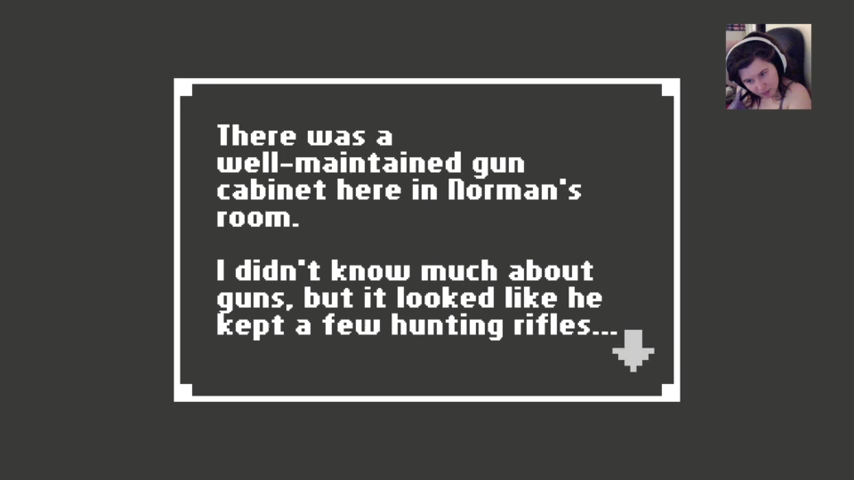 There was a
well-maintained gun
cabinet here in Norman's
room.
I didn't know much about
guns, but it looked like he
kept a few hunting rifles...